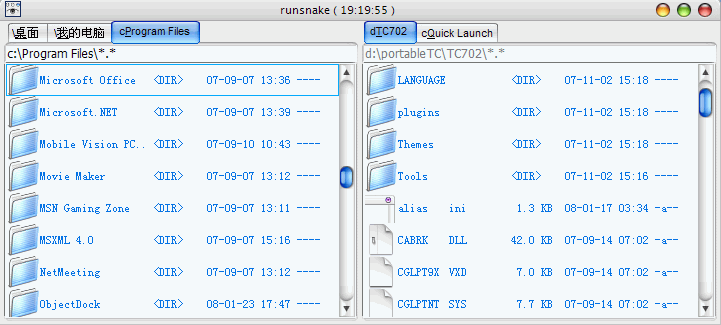 runsnake ( 19:19:55 )
\桌面 \我的电脑 cProgram Files dTC702 cQuick Launch
c:\Program Files\*.* d:\portableTC\TC702\*.*
Microsoft Office <DIR> 07-09-07 13:36 ----
Microsoft.NET <DIR> 07-09-07 13:39 ----
Mobile Vision PC.. <DIR> 07-09-10 10:43 ----
Movie Maker <DIR> 07-09-07 13:12 ----
MSN Gaming Zone <DIR> 07-09-07 13:11 ----
MSXML 4.0 <DIR> 07-09-07 15:16 ----
NetMeeting <DIR> 07-09-07 13:12 ----
ObjectDock <DIR> 08-01-23 17:47 ----
LANGUAGE <DIR> 07-11-02 15:18 ----
plugins <DIR> 07-11-02 15:18 ----
Themes <DIR> 07-11-02 15:18 ----
Tools <DIR> 07-11-02 15:16 ----
alias ini 1.3 KB 08-01-17 03:34 -a--
CABRK DLL 42.0 KB 07-09-14 07:02 -a--
CGLPT9X VXD 7.0 KB 07-09-14 07:02 -a--
CGLPTNT SYS 7.7 KB 07-09-14 07:02 -a--